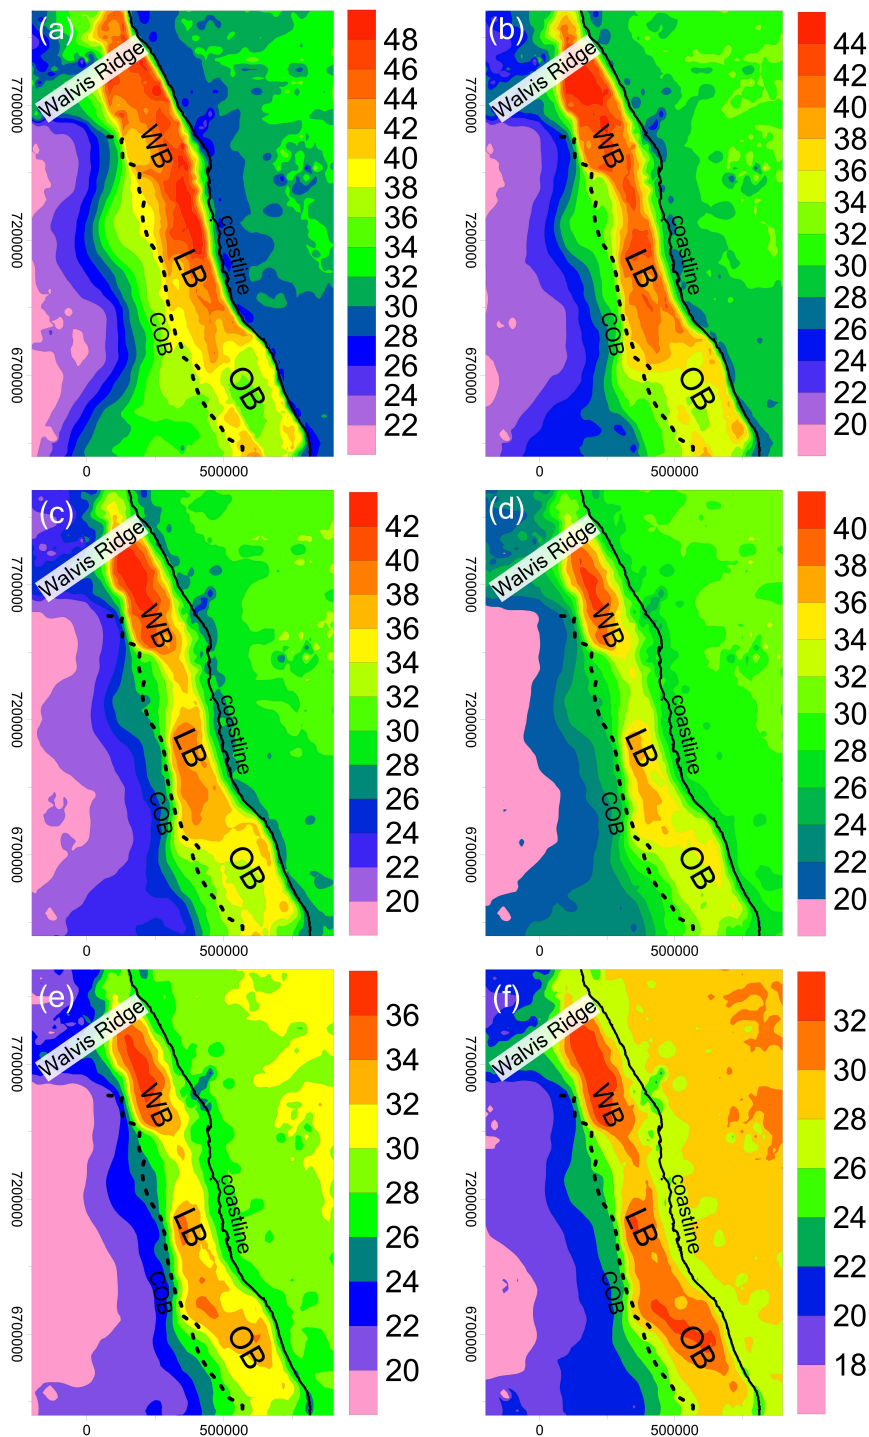 (a)
Walvis Ridge
WB
LB
OB
COB
coastline
7700000
7200000
6700000
0
500000
48
46
44
42
40
38
36
34
32
30
28
26
24
22
(b)
Walvis Ridge
WB
LB
OB
COB
coastline
7700000
7200000
6700000
0
500000
44
42
40
38
36
34
32
30
28
26
24
22
20
(c)
Walvis Ridge
WB
LB
OB
COB
coastline
7700000
7200000
6700000
0
500000
42
40
38
36
34
32
30
28
26
24
22
20
(d)
Walvis Ridge
WB
LB
OB
COB
coastline
7700000
7200000
6700000
0
500000
40
38
36
34
32
30
28
26
24
22
20
(e)
Walvis Ridge
WB
LB
OB
COB
coastline
7700000
7200000
6700000
0
500000
36
34
32
30
28
26
24
22
20
(f)
Walvis Ridge
WB
LB
OB
COB
coastline
7700000
7200000
6700000
0
500000
32
30
28
26
24
22
20
18